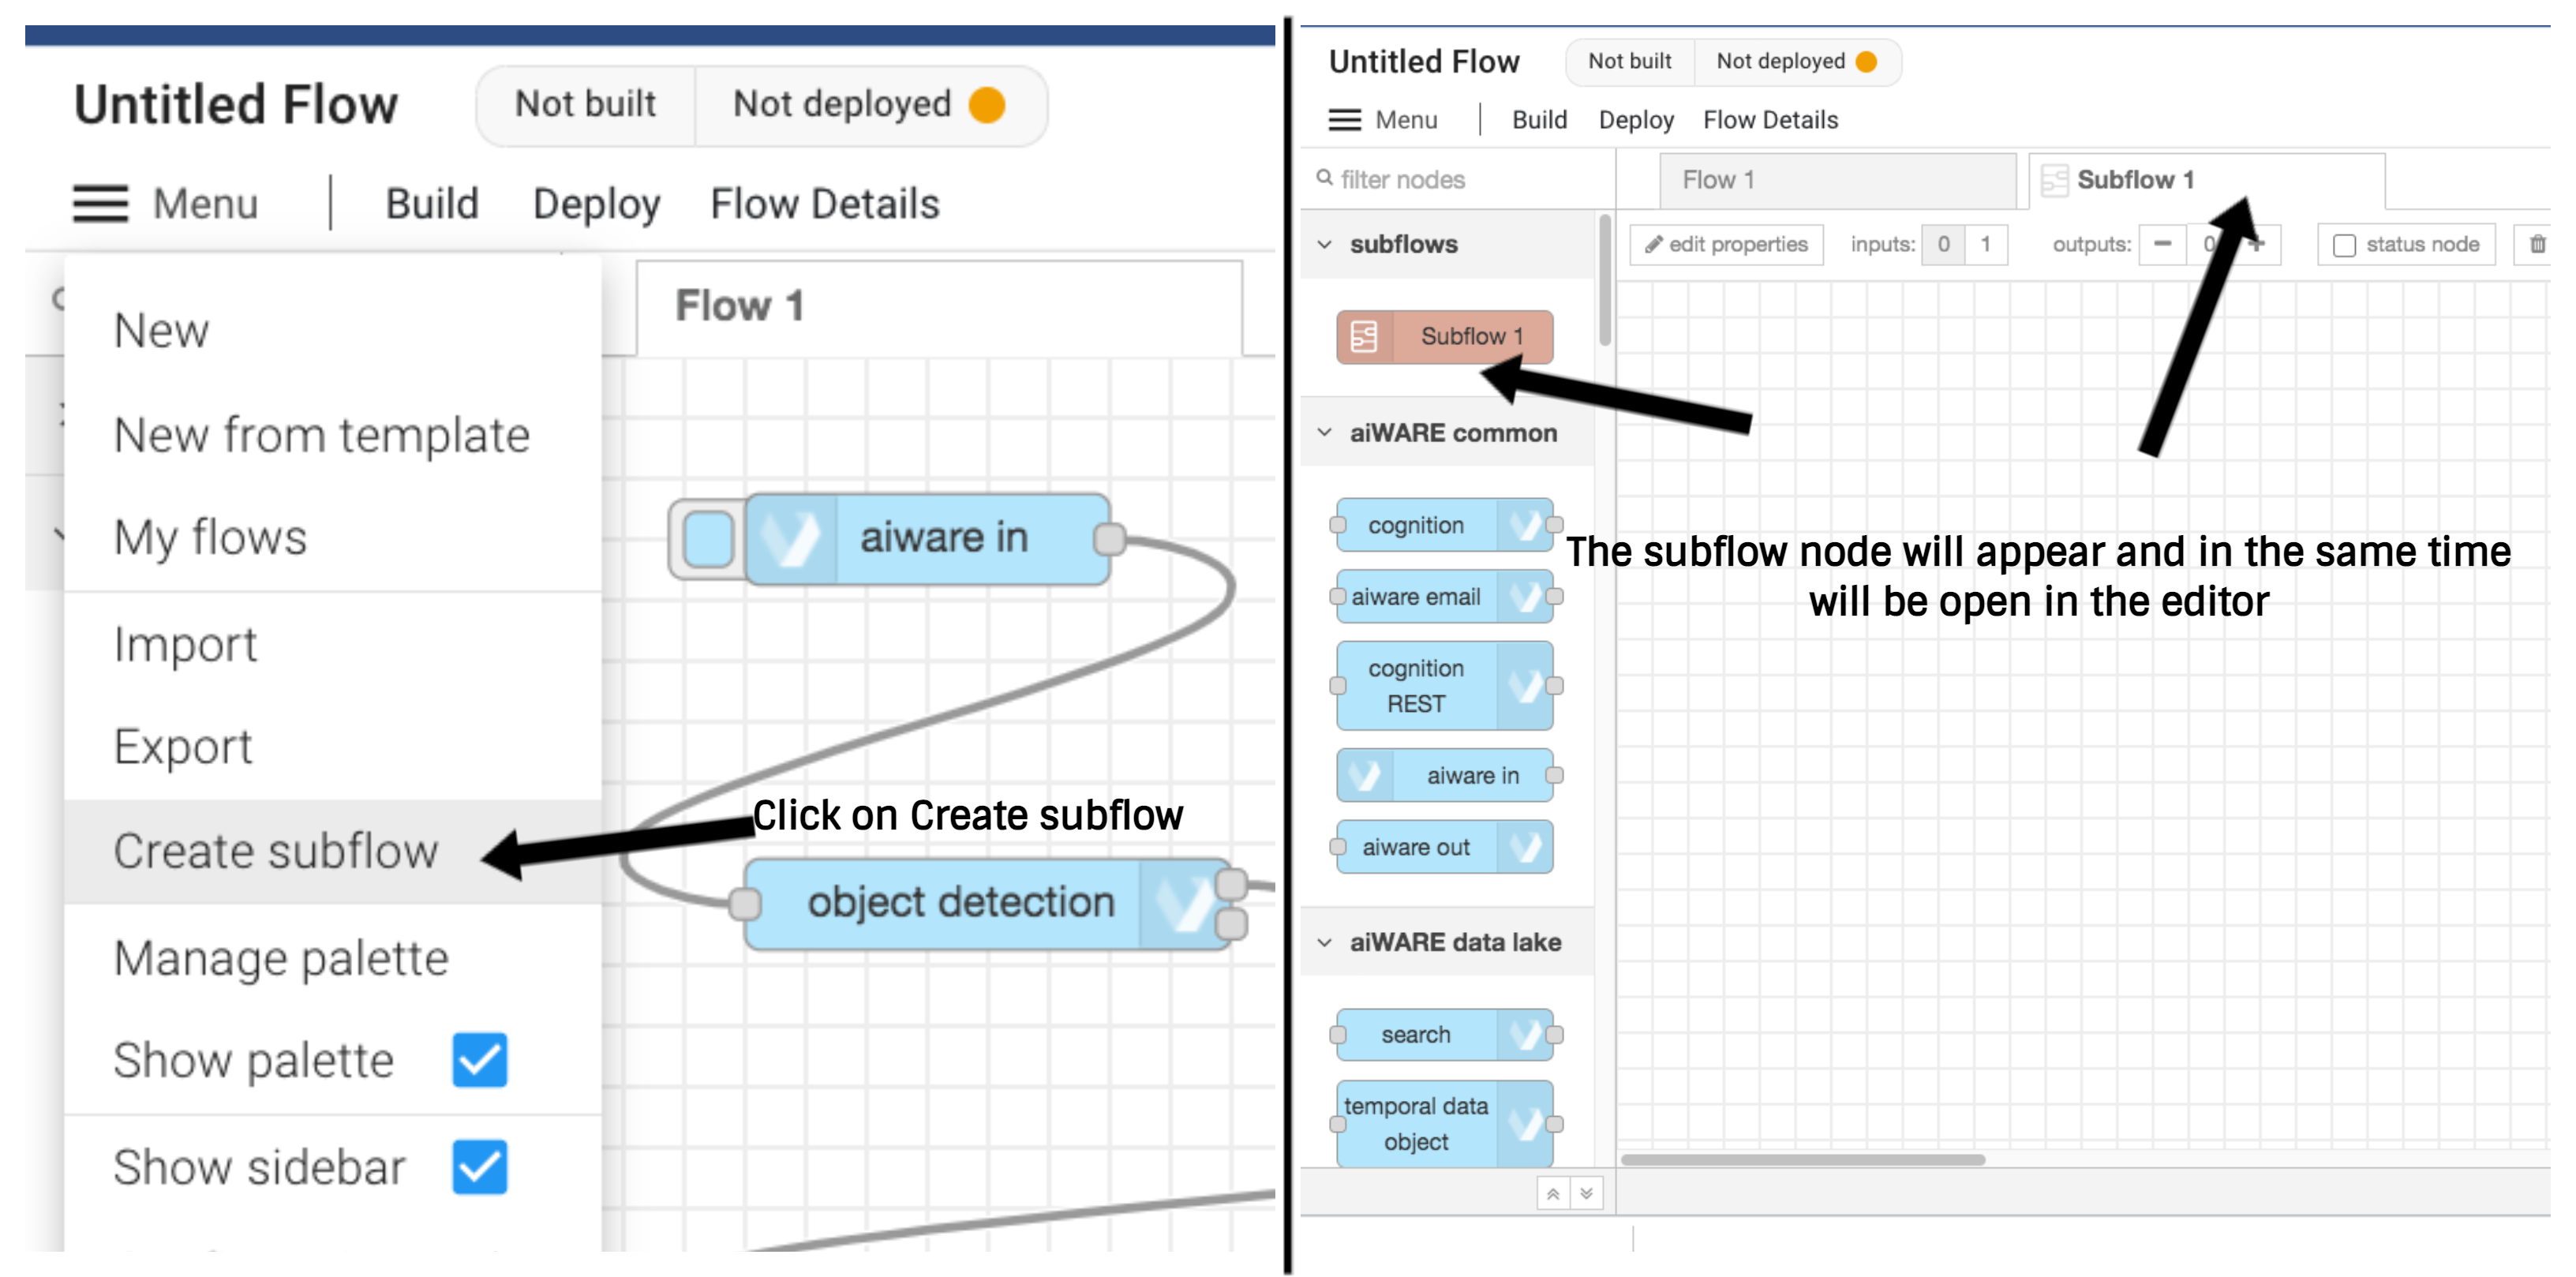 Untitled Flow
Not built
Not deployed
Menu
Build
Deploy
Flow Details
New
New from template
My flows
Import
Export
Create subflow
Manage palette
Show palette
Show sidebar
Flow 1
aiware in
Click on Create subflow
object detection
Untitled Flow
Not built
Not deployed
Menu
Build
Deploy
Flow Details
filter nodes
Flow 1
Subflow 1
edit properties
inputs:
0
1
outputs:
0
status node
subflows
Subflow 1
aiWARE common
cognition
aiware email
cognition
REST
aiware in
aiware out
aiWARE data lake
search
temporal data
object
The subflow node will appear and in the same time
will be open in the editor